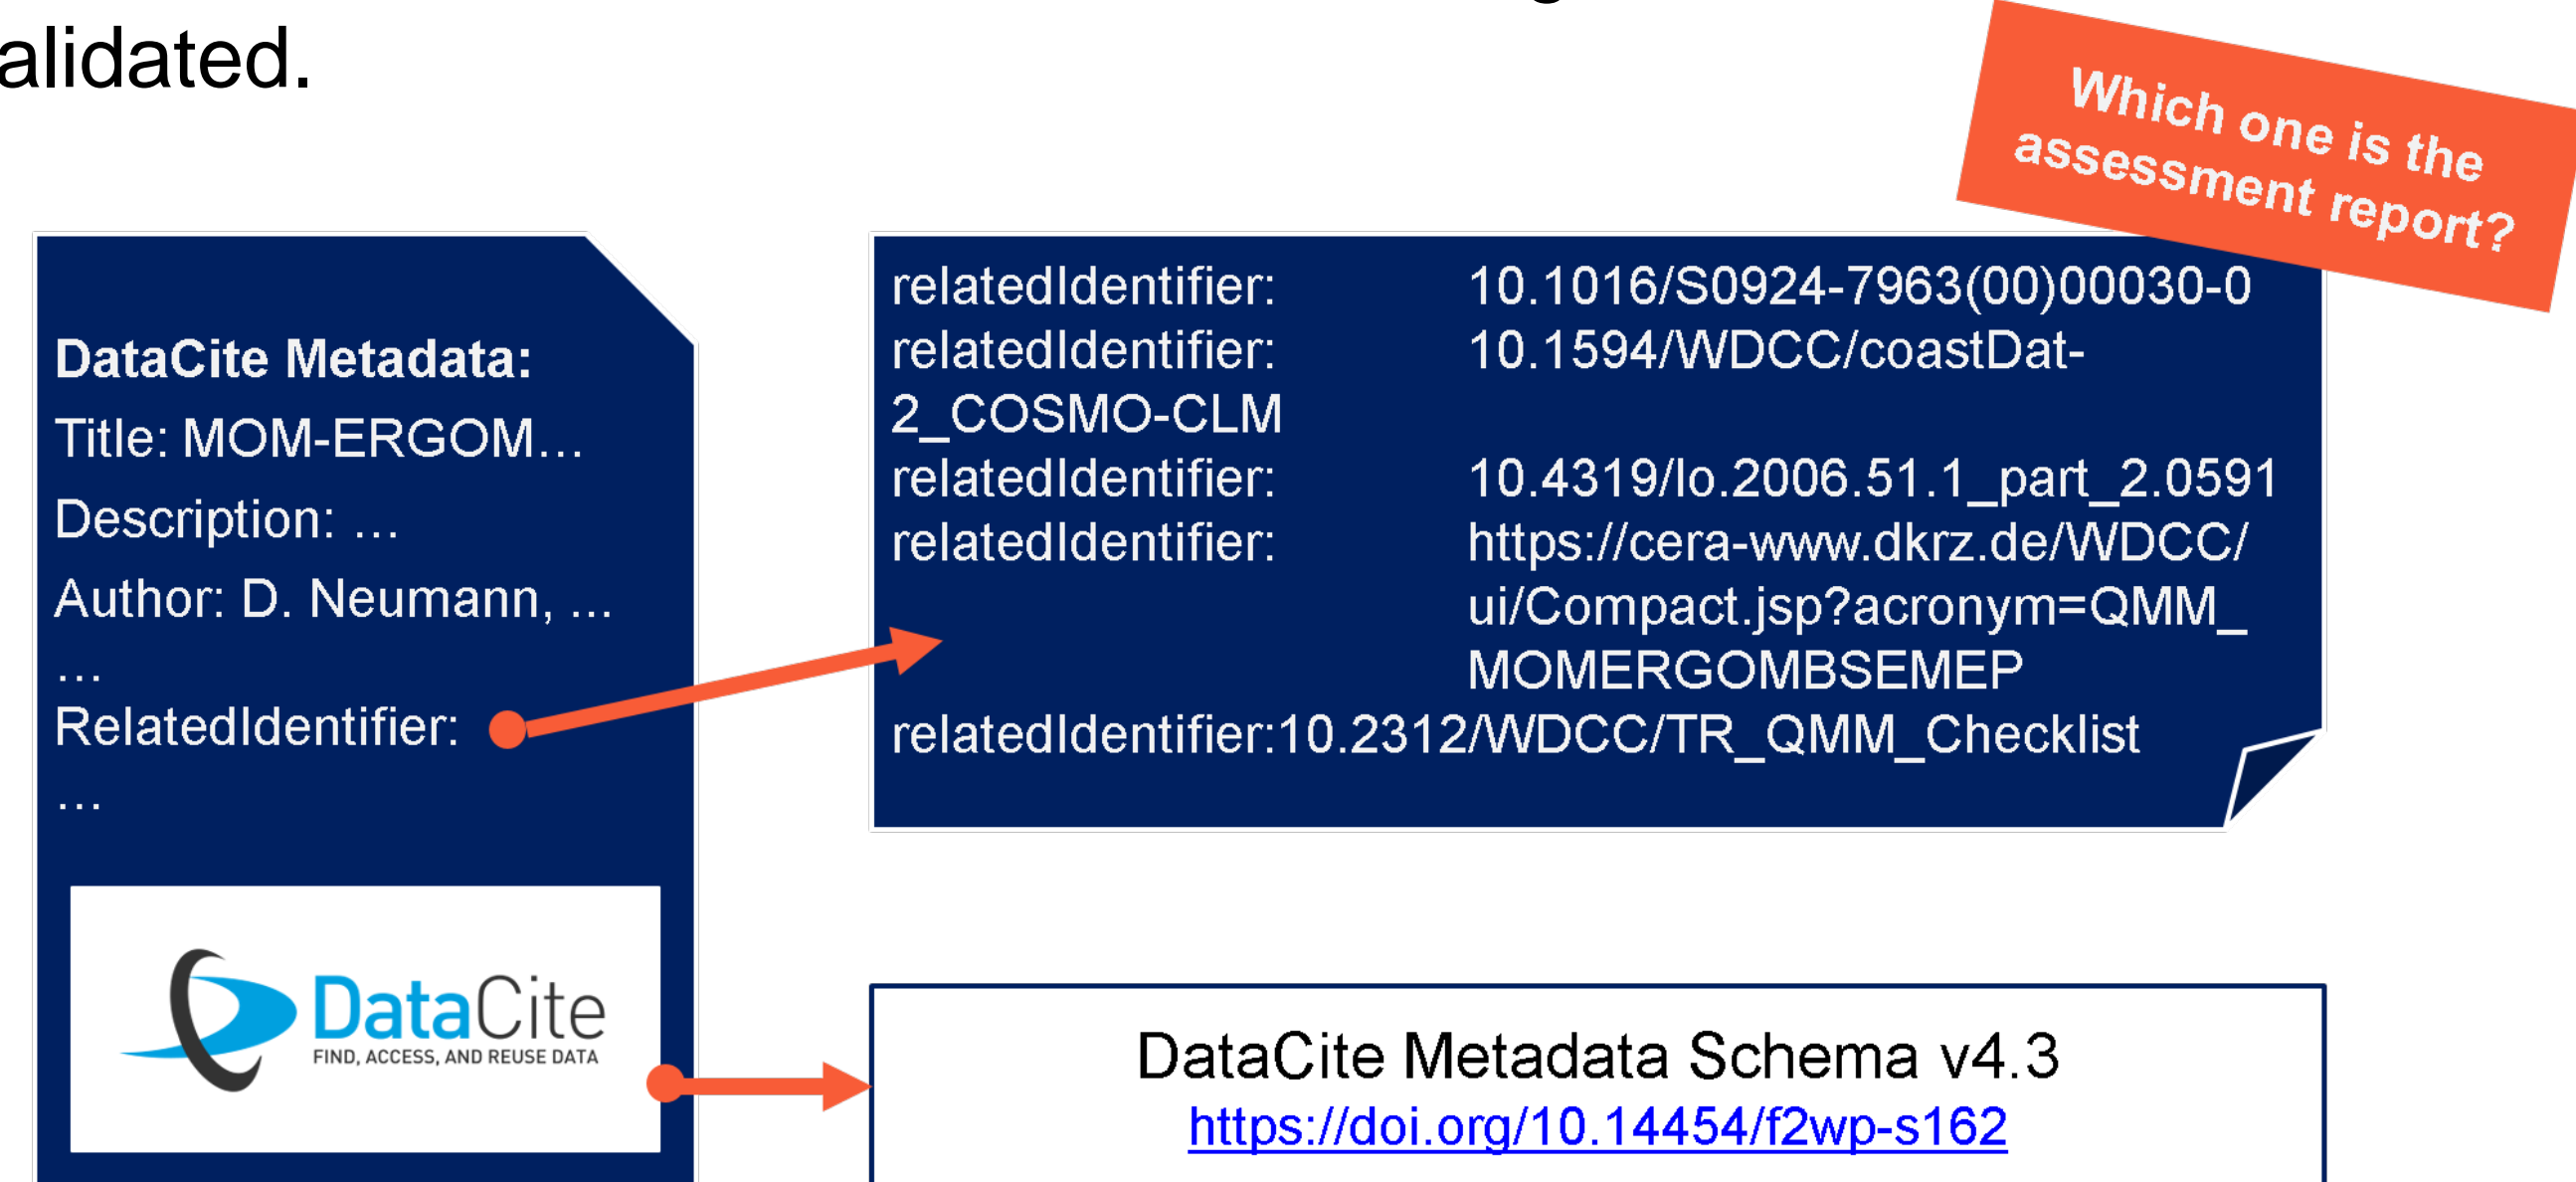 alidated.
Which one is the
assessment report?
DataCite Metadata:
Title: MOM-ERGOM…
Description: …
Author: D. Neumann, ...
…
RelatedIdentifier:
…
relatedIdentifier: 10.1016/S0924-7963(00)00030-0
relatedIdentifier: 10.1594/WDCC/coastDat-
2_COSMO-CLM
relatedIdentifier: 10.4319/lo.2006.51.1_part_2.0591
relatedIdentifier: https://cera-www.dkrz.de/WDCC/
ui/Compact.jsp?acronym=QMM_
MOMERGOMBSEMEP
relatedIdentifier:10.2312/WDCC/TR_QMM_Checklist
DataCite
FIND, ACCESS, AND REUSE DATA
DataCite Metadata Schema v4.3
https://doi.org/10.14454/f2wp-s162